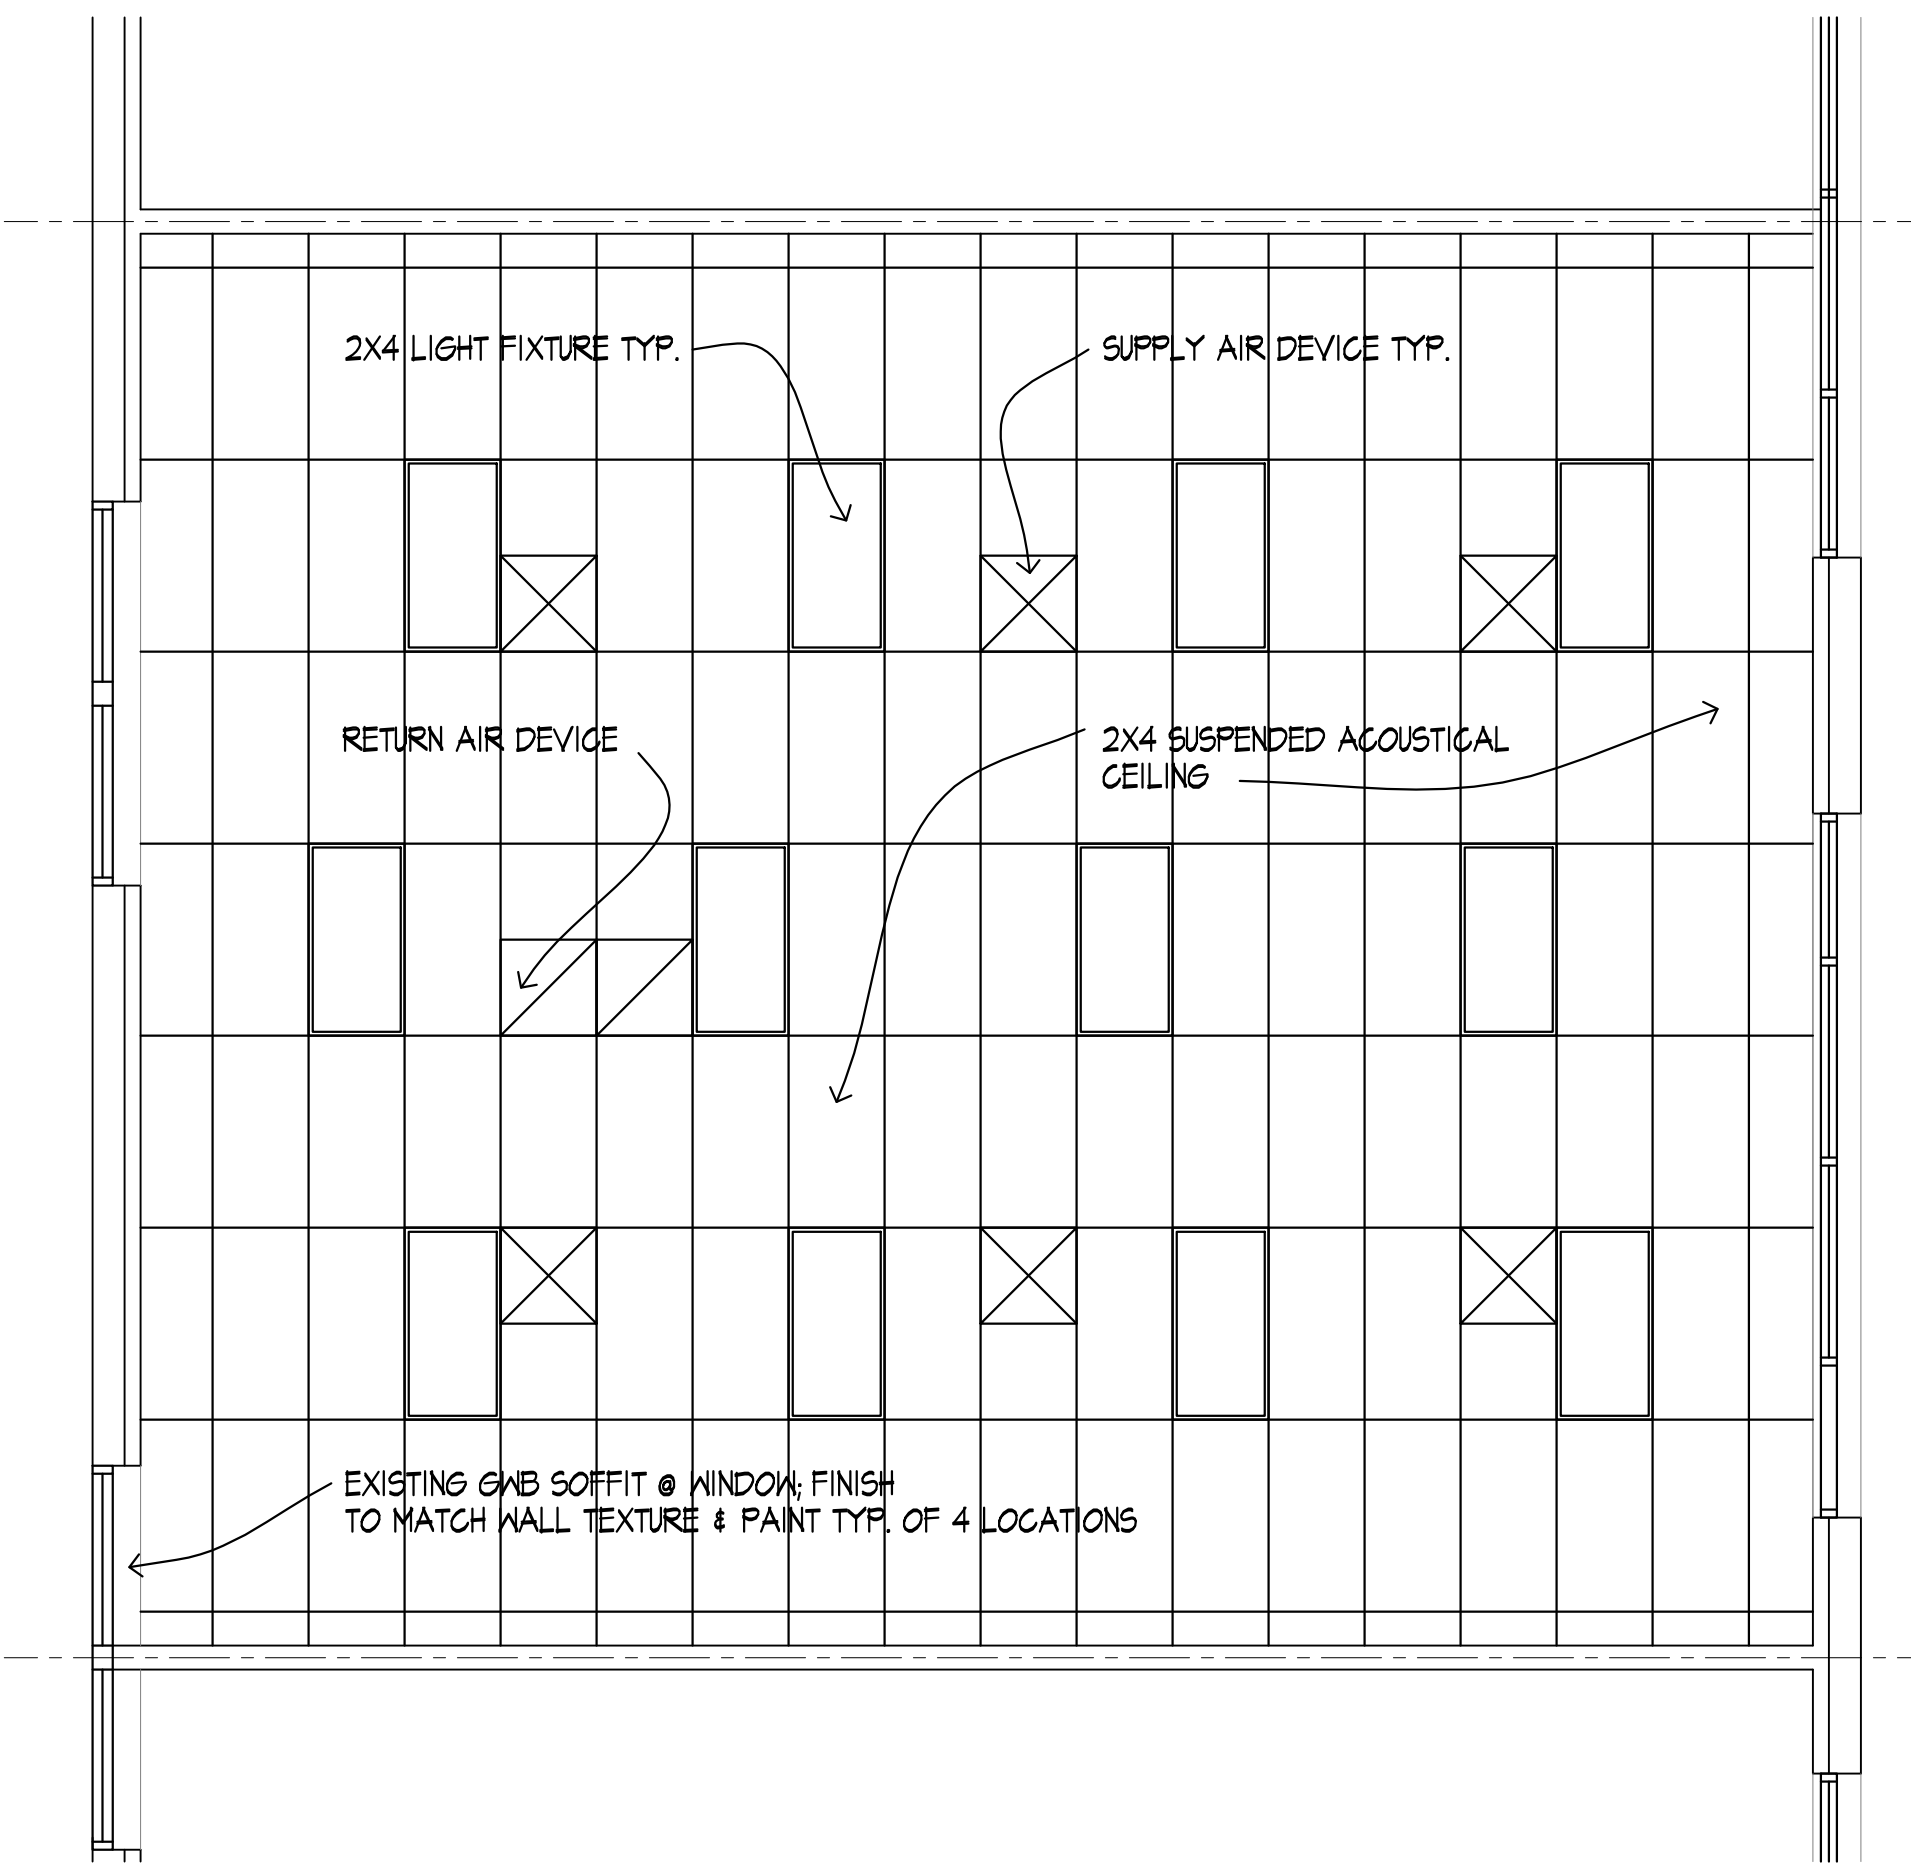 2X4 LIGHT FIXTURE TYP.
SUPPLY AIR DEVICE TYP.
RETURN AIR DEVICE
2X4 SUSPENDED ACOUSTICAL
CEILING
EXISTING GWB SOFFIT @ WINDOW; FINISH
TO MATCH WALL TEXTURE & PAINT TYP. OF 4 LOCATIONS